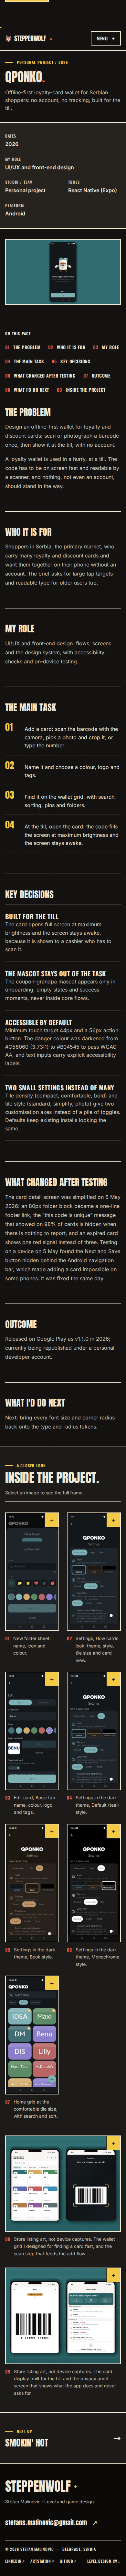 STEPPENWOLF
MENU +
PERSONAL PROJECT / 2026
QPONKO.
Offline-first loyalty-card wallet for Serbian
shoppers: no account, no tracking, built for the
till.
DATES
2026
MY ROLE
UI/UX and front-end design
STUDIO / TEAM
Personal project
TOOLS
React Native (Expo)
PLATFORM
Android
ON THIS PAGE
01 THE PROBLEM
02 WHO IT IS FOR
03 MY ROLE
04 THE MAIN TASK
05 KEY DECISIONS
06 WHAT CHANGED AFTER TESTING
07 OUTCOME
08 WHAT I'D DO NEXT
09 INSIDE THE PROJECT
THE PROBLEM
Design an offline-first wallet for loyalty and
discount cards: scan or photograph a barcode
once, then show it at the till, with no account.
A loyalty wallet is used in a hurry, at a till. The
code has to be on screen fast and readable by
a scanner, and nothing, not even an account,
should stand in the way.
WHO IT IS FOR
Shoppers in Serbia, the primary market, who
carry many loyalty and discount cards and
want them together on their phone without an
account. The brief asks for large tap targets
and readable type for older users too.
MY ROLE
UI/UX and front-end design: flows, screens
and the design system, with accessibility
checks and on-device testing.
THE MAIN TASK
01 Add a card: scan the barcode with the
camera, pick a photo and crop it, or
type the number.
02 Name it and choose a colour, logo and
tags.
03 Find it on the wallet grid, with search,
sorting, pins and folders.
04 At the till, open the card: the code fills
the screen at maximum brightness and
the screen stays awake.
KEY DECISIONS
BUILT FOR THE TILL
The card opens full screen at maximum
brightness and the screen stays awake,
because it is shown to a cashier who has to
scan it.
THE MASCOT STAYS OUT OF THE TASK
The coupon-grandpa mascot appears only in
onboarding, empty states and success
moments, never inside core flows.
ACCESSIBLE BY DEFAULT
Minimum touch target 44px and a 56px action
button. The danger colour was darkened from
#C5604D (3.73:1) to #B04E45 to pass WCAG
AA, and text inputs carry explicit accessibility
labels.
TWO SMALL SETTINGS INSTEAD OF MANY
Tile density (compact, comfortable, bold) and
tile style (standard, simplify, photo) give two
customisation axes instead of a pile of toggles.
Defaults keep existing installs looking the
same.
WHAT CHANGED AFTER TESTING
The card detail screen was simplified on 6 May
2026: an 80px folder block became a one-line
footer link, the "this code is unique" message
that showed on 98% of cards is hidden when
there is nothing to report, and an expired card
shows one red signal instead of three. Testing
on a device on 5 May found the Next and Save
button hidden behind the Android navigation
bar, which made adding a card impossible on
some phones. It was fixed the same day.
OUTCOME
Released on Google Play as v1.1.0 in 2026;
currently being republished under a personal
developer account.
WHAT I'D DO NEXT
Next: bring every font size and corner radius
back onto the type and radius tokens.
A CLOSER LOOK
INSIDE THE PROJECT.
Select an image to see the full frame
01 New folder sheet:
name, icon and
colour.
02 Settings, How cards
look: theme, style,
tile size and card
view.
03 Edit card, Basic tab:
name, colour, logo
and tags.
04 Settings in the dark
theme, Default (teal)
style.
05 Settings in the dark
theme, Book style.
06 Settings in the dark
theme, Monochrome
style.
QPONKO
IDEA
Maxi
DM
Benu
DIS
Lilly
07 Home grid at the
comfortable tile size,
with search and sort.
08 Store listing art, not device captures. The wallet
grid I designed for finding a card fast, and the
scan step that feeds the add flow.
09 Store listing art, not device captures. The card
display built for the till, and the privacy audit
screen that shows what the app does and never
asks for.
NEXT UP
SMOKIN' HOT
→
STEPPENWOLF
Stefan Malinovic · Level and game design
stefans.malinovic@gmail.com ↗
© 2026 STEFAN MALINOVIC · BELGRADE, SERBIA
LINKEDIN ↗ ARTSTATION ↗ GITHUB ↗ LEVEL DESIGN CV ↓